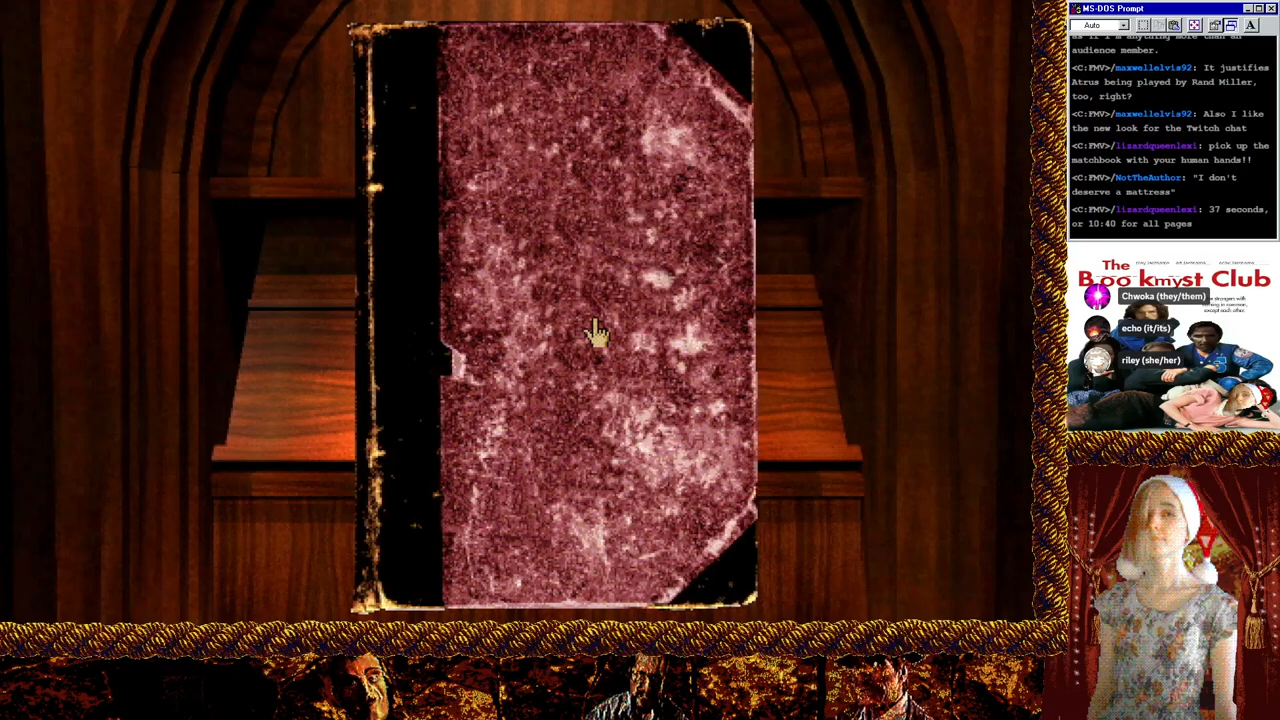 MS-DOS Prompt
Auto
A
audience member.
<C:FMV>/maxwellelvis92: It justifies
Atrus being played by Rand Miller,
too, right?
<C:FMV>/maxwellelvis92: Also I like
the new look for the Twitch chat
<C:FMV>/lizardqueenlexi: pick up the
matchbook with your human hands!!
<C:FMV>/NotTheAuthor: "I don't
deserve a mattress"
<C:FMV>/lizardqueenlexi: 37 seconds,
or 10:40 for all pages
The
Boo kmyst Club
Chwoka (they/them)
echo (it/its)
riley (she/her)
except each other.